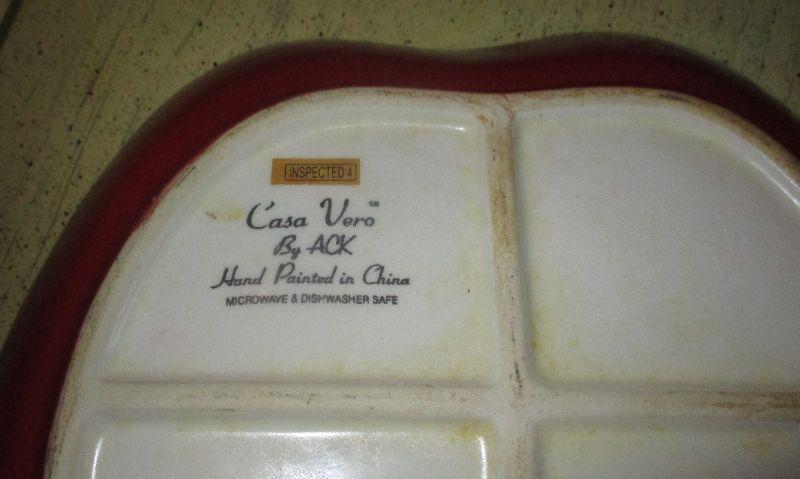 INSPECTED 4
Casa Vero™
By ACK
Hand Painted in China
MICROWAVE & DISHWASHER SAFE